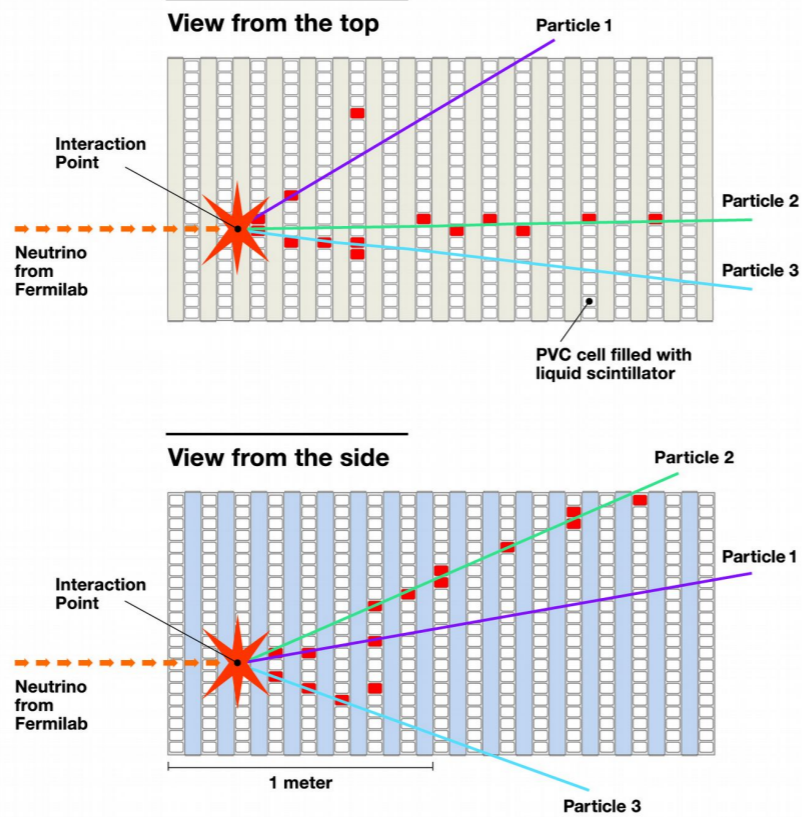 View from the top
Particle 1
Interaction
Point
Particle 2
Neutrino
from
Fermilab
Particle 3
PVC cell filled with
liquid scintillator
View from the side
Particle 2
Particle 1
Interaction
Point
Neutrino
from
Fermilab
1 meter
Particle 3